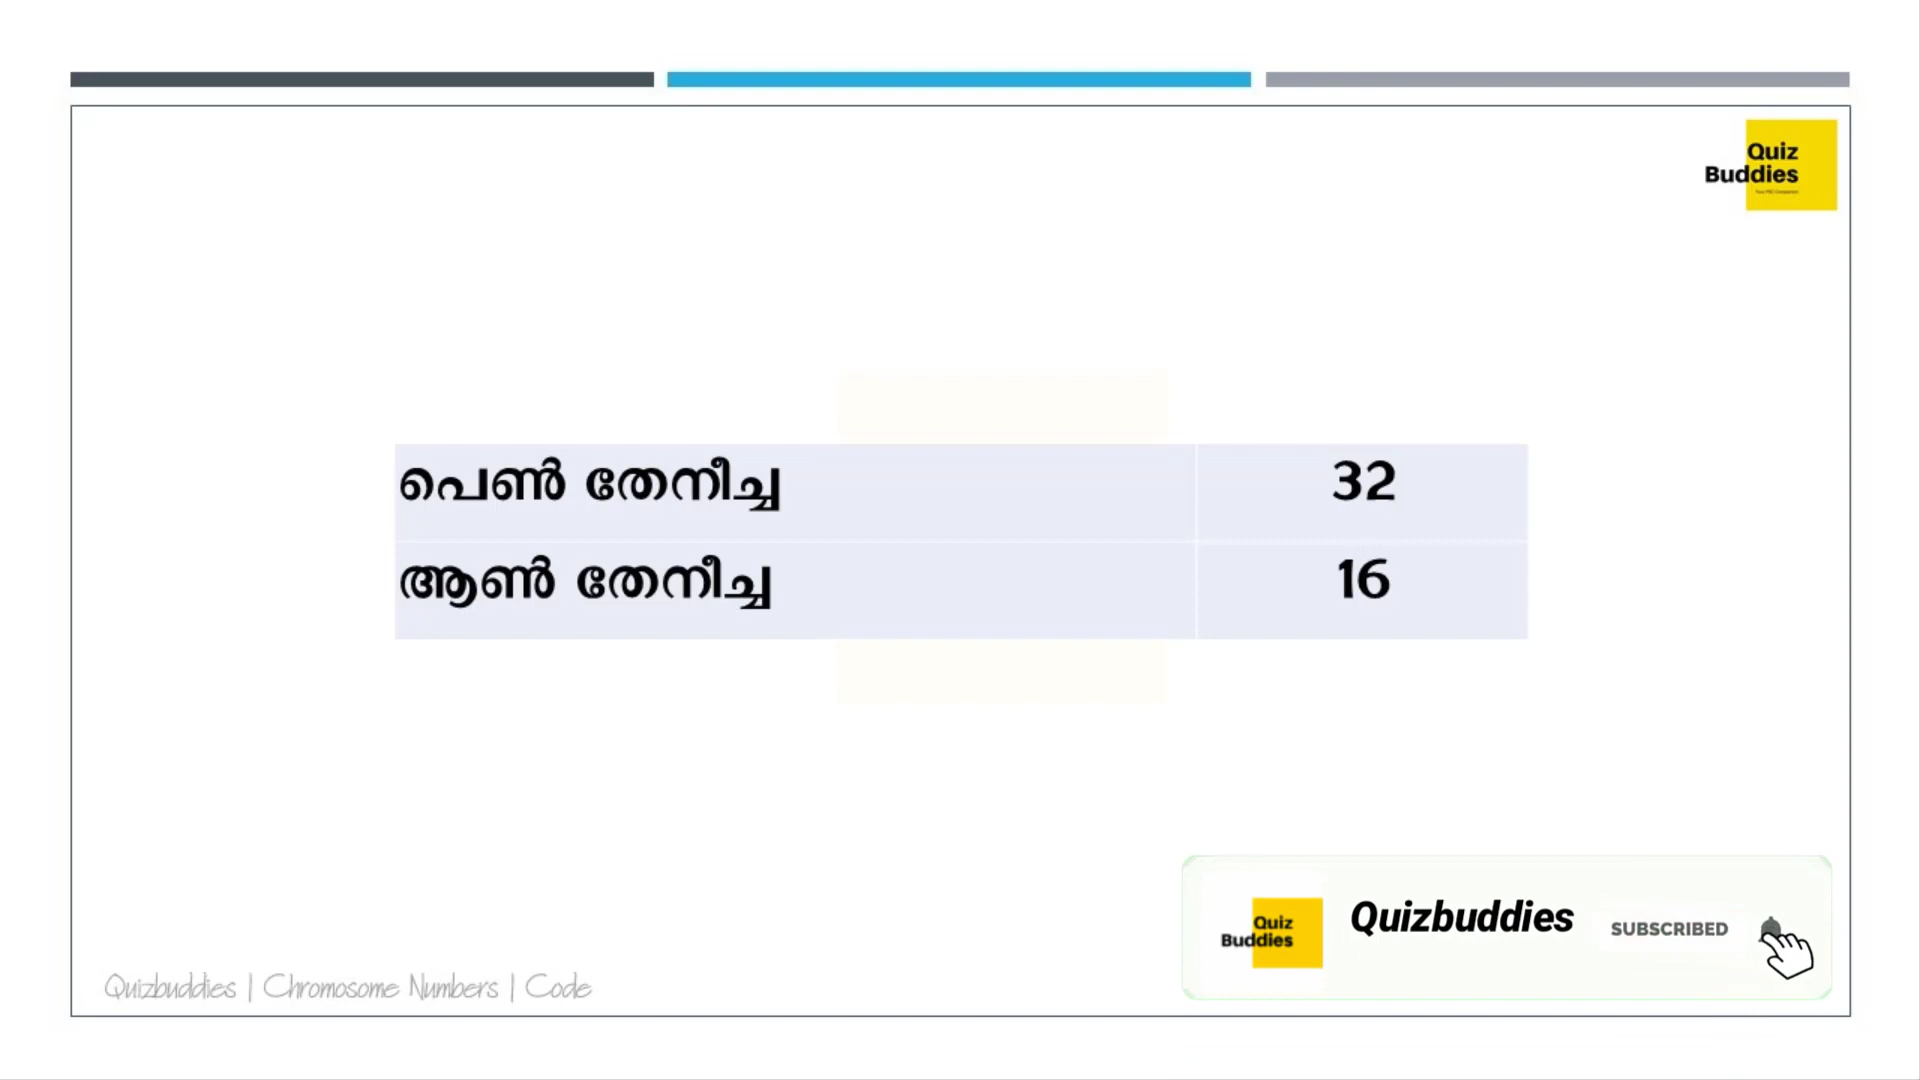 Quiz
Buddies
പെൺ തേനീച്ച 32
ആൺ തേനീച്ച 16
Quiz
Buddies
Quizbuddies
SUBSCRIBED
Quizbuddies | Chromosome Numbers | Code